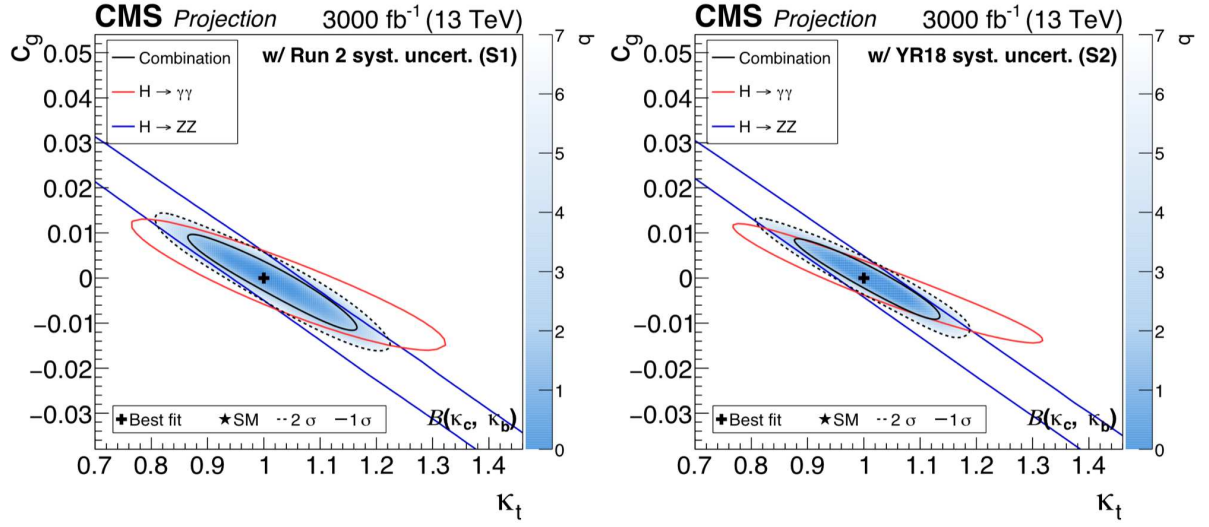 CMS Projection 3000 fb⁻¹ (13 TeV)
c_g
0.05
0.04
0.03
0.02
0.01
0
−0.01
−0.02
−0.03
Combination
H → γγ
H → ZZ
w/ Run 2 syst. uncert. (S1)
Best fit SM 2 σ 1 σ
B(κ_c, κ_b)
0.7 0.8 0.9 1 1.1 1.2 1.3 1.4
κ_t
q
7
6
5
4
3
2
1
0
CMS Projection 3000 fb⁻¹ (13 TeV)
c_g
0.05
0.04
0.03
0.02
0.01
0
−0.01
−0.02
−0.03
Combination
H → γγ
H → ZZ
w/ YR18 syst. uncert. (S2)
Best fit SM 2 σ 1 σ
B(κ_c, κ_b)
0.7 0.8 0.9 1 1.1 1.2 1.3 1.4
κ_t
q
7
6
5
4
3
2
1
0